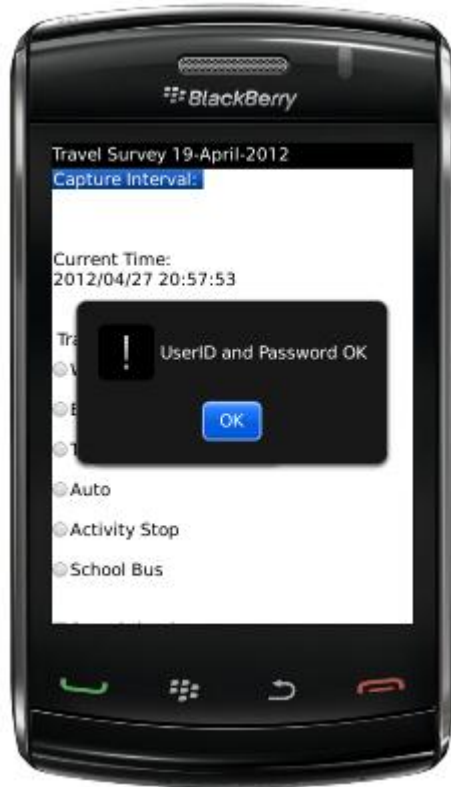 BlackBerry
Travel Survey 19-April-2012
Capture Interval:
Current Time:
2012/04/27 20:57:53
UserID and Password OK
OK
Auto
Activity Stop
School Bus